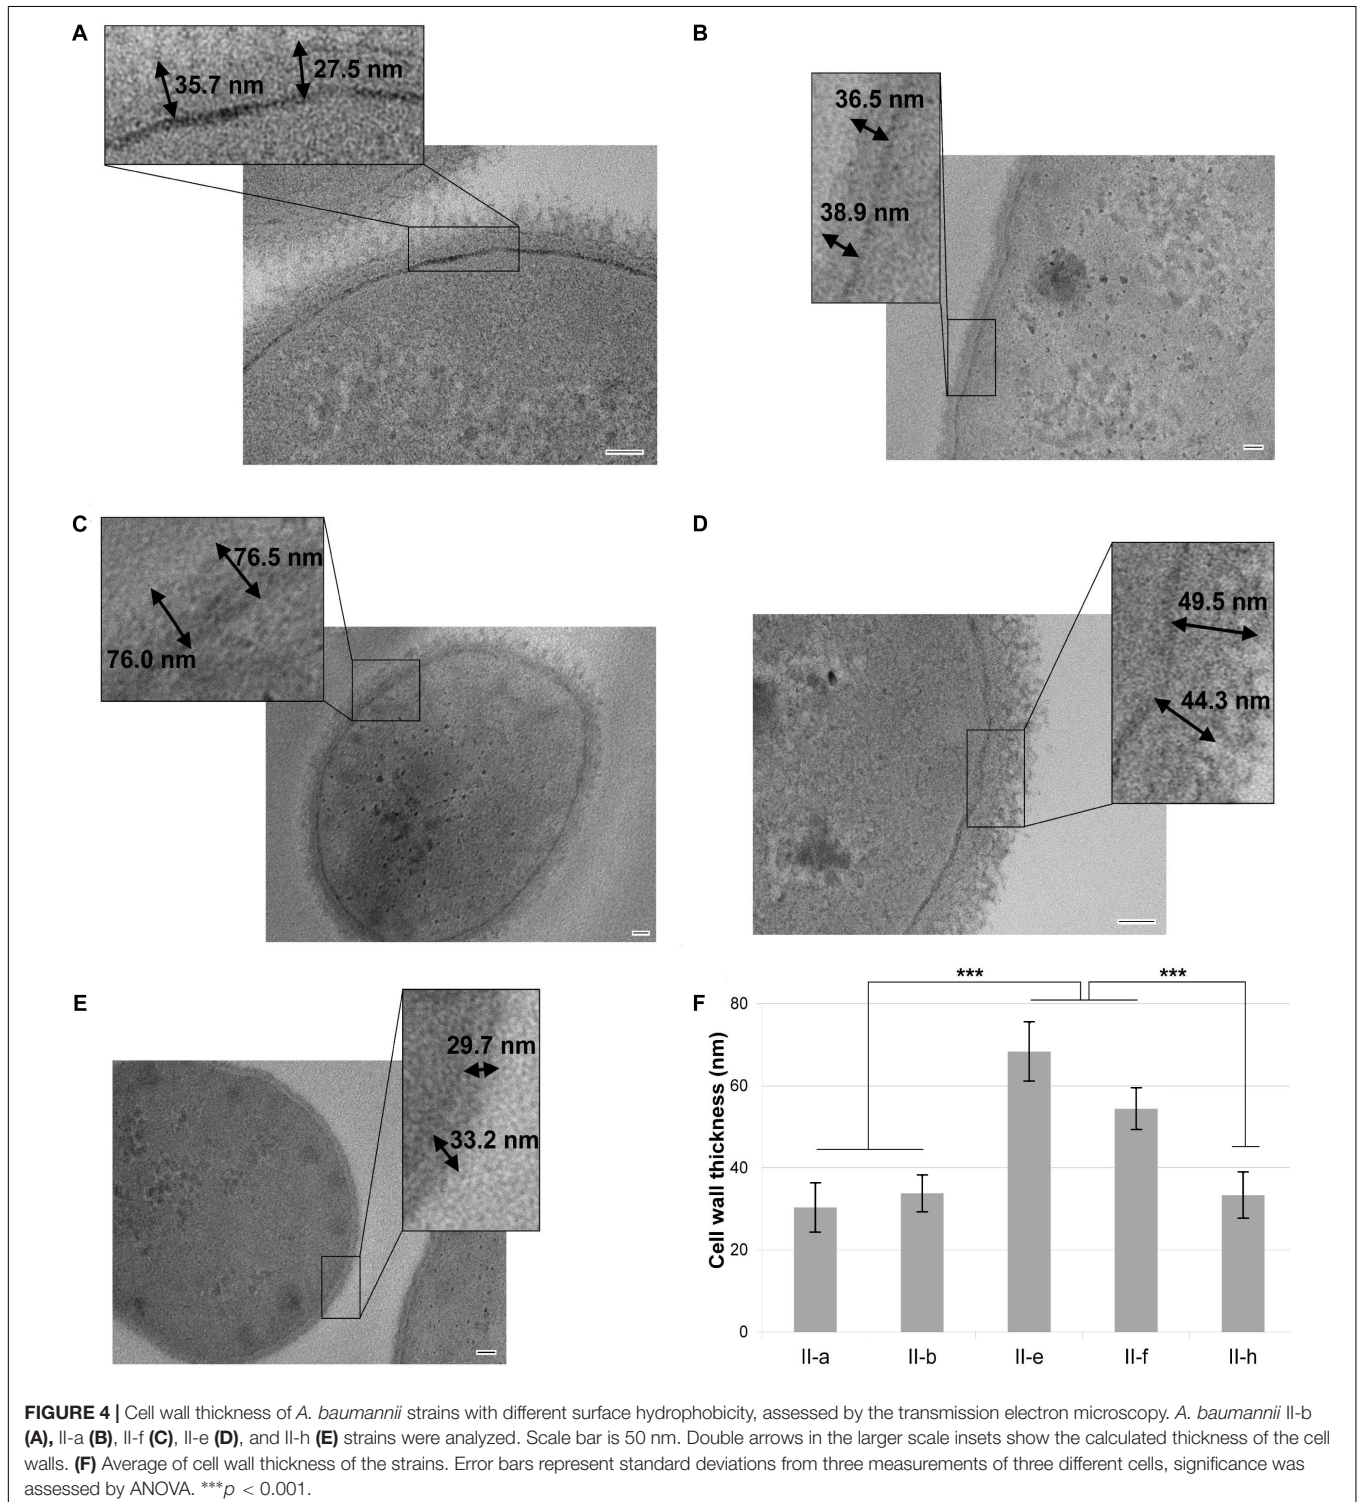 A
35.7 nm
27.5 nm
B
36.5 nm
38.9 nm
C
76.5 nm
76.0 nm
D
49.5 nm
44.3 nm
E
29.7 nm
33.2 nm
F
*** ***
Cell wall thickness (nm)
80
60
40
20
0
II-a II-b II-e II-f II-h
FIGURE 4 | Cell wall thickness of A. baumannii strains with different surface hydrophobicity, assessed by the transmission electron microscopy. A. baumannii II-b
(A), II-a (B), II-f (C), II-e (D), and II-h (E) strains were analyzed. Scale bar is 50 nm. Double arrows in the larger scale insets show the calculated thickness of the cell
walls. (F) Average of cell wall thickness of the strains. Error bars represent standard deviations from three measurements of three different cells, significance was
assessed by ANOVA. ***p < 0.001.